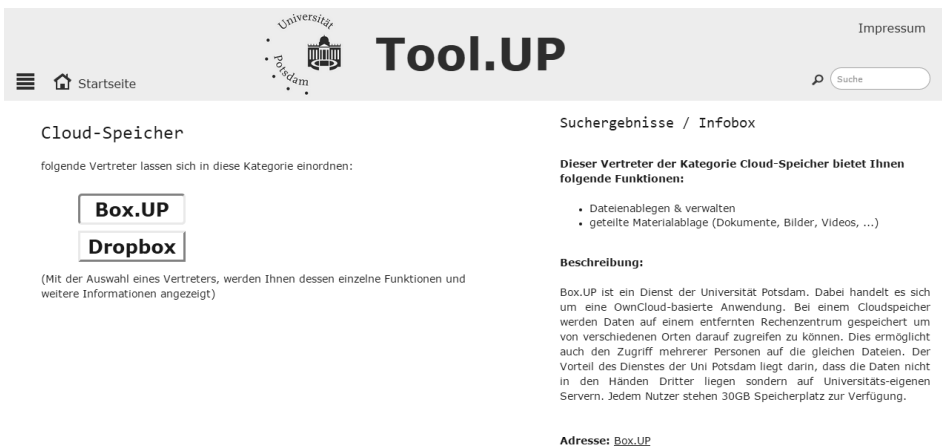 Universität
Potsdam
Tool.UP
Impressum
Startseite
Suche
Cloud-Speicher
folgende Vertreter lassen sich in diese Kategorie einordnen:
Box.UP
Dropbox
(Mit der Auswahl eines Vertreters, werden Ihnen dessen einzelne Funktionen und
weitere Informationen angezeigt)
Suchergebnisse / Infobox
Dieser Vertreter der Kategorie Cloud-Speicher bietet Ihnen
folgende Funktionen:
• Dateienablegen & verwalten
• geteilte Materialablage (Dokumente, Bilder, Videos, ...)
Beschreibung:
Box.UP ist ein Dienst der Universität Potsdam. Dabei handelt es sich
um eine OwnCloud-basierte Anwendung. Bei einem Cloudspeicher
werden Daten auf einem entfernten Rechenzentrum gespeichert um
von verschiedenen Orten darauf zugreifen zu können. Dies ermöglicht
auch den Zugriff mehrerer Personen auf die gleichen Dateien. Der
Vorteil des Dienstes der Uni Potsdam liegt darin, dass die Daten nicht
in den Händen Dritter liegen sondern auf Universitäts-eigenen
Servern. Jedem Nutzer stehen 30GB Speicherplatz zur Verfügung.
Adresse: Box.UP